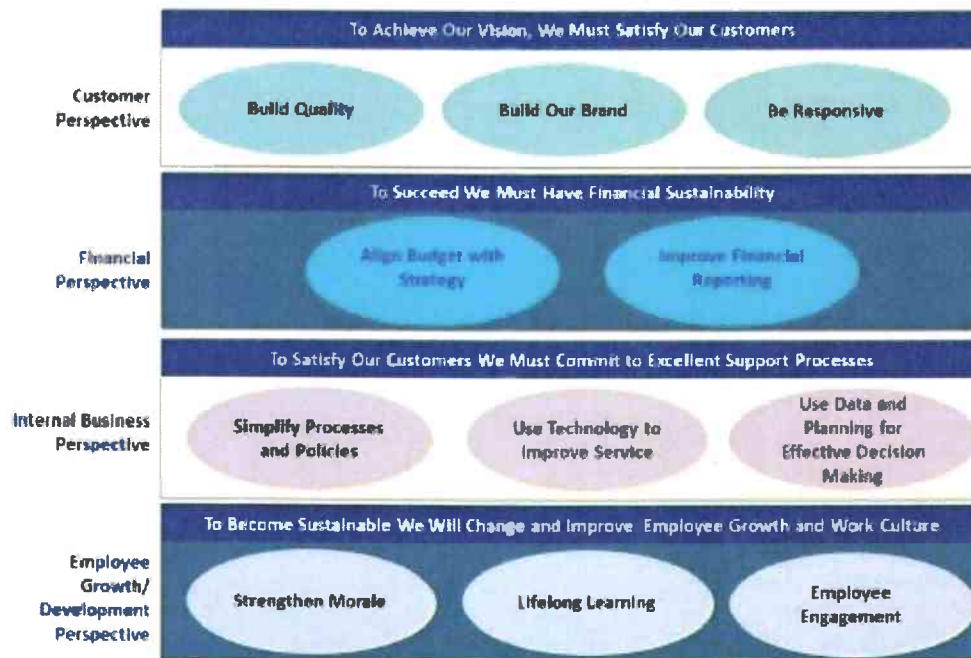 To Achieve Our Vision, We Must Satisfy Our Customers
Customer
Perspective
Build Quality
Build Our Brand
Be Responsive
To Succeed We Must Have Financial Sustainability
Financial
Perspective
Align Budget with
Strategy
Improve Financial
Reporting
To Satisfy Our Customers We Must Commit to Excellent Support Processes
Internal Business
Perspective
Simplify Processes
and Policies
Use Technology to
Improve Service
Use Data and
Planning for
Effective Decision
Making
To Become Sustainable We Will Change and Improve Employee Growth and Work Culture
Employee
Growth/
Development
Perspective
Strengthen Morale
Lifelong Learning
Employee
Engagement